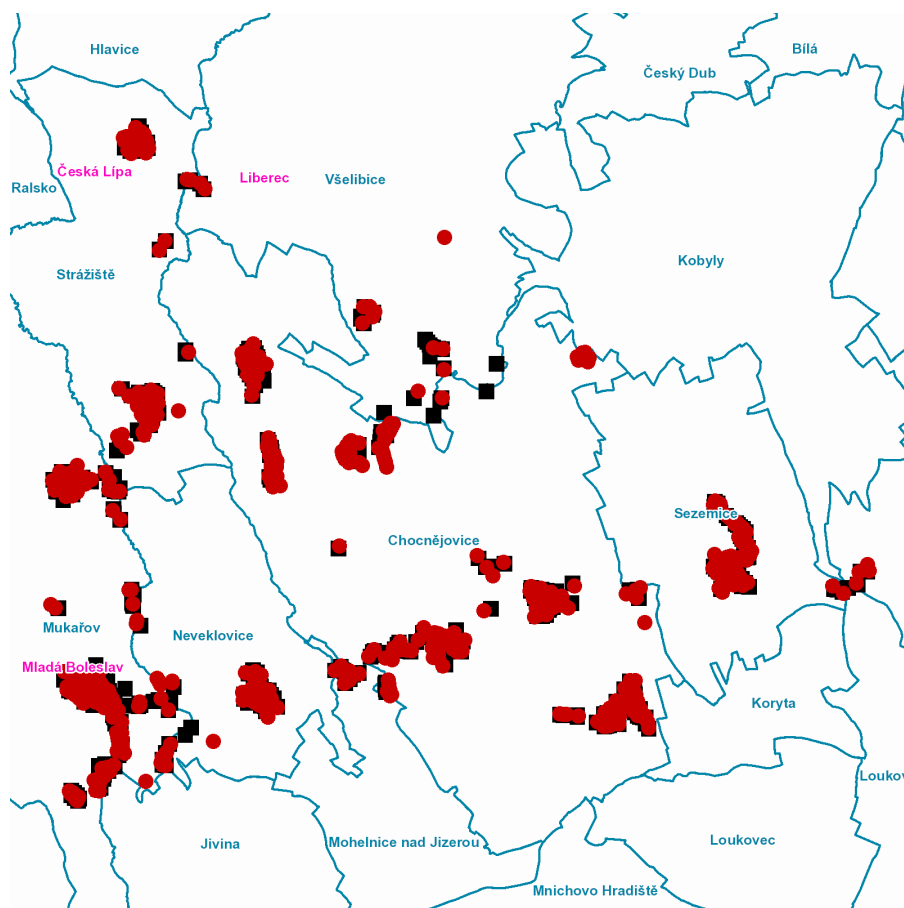 Hlavice
Bílá
Český Dub
Česká Lípa
Liberec
Všelibice
Ralsko
Kobyly
Strážiště
Sezemice
Chocnějovice
Mukařov
Neveklovice
Mladá Boleslav
Koryta
Loukov
Jivina
Mohelnice nad Jizerou
Loukovec
Mnichovo Hradiště